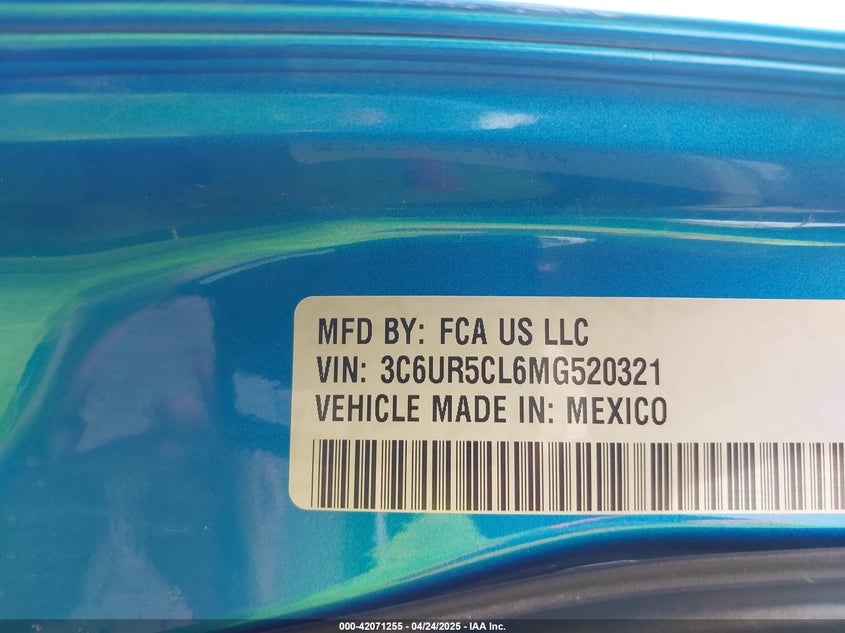 MFD BY: FCA US LLC
VIN: 3C6UR5CL6MG520321
VEHICLE MADE IN: MEXICO
000-42071255 - 04/24/2025 - IAA Inc.